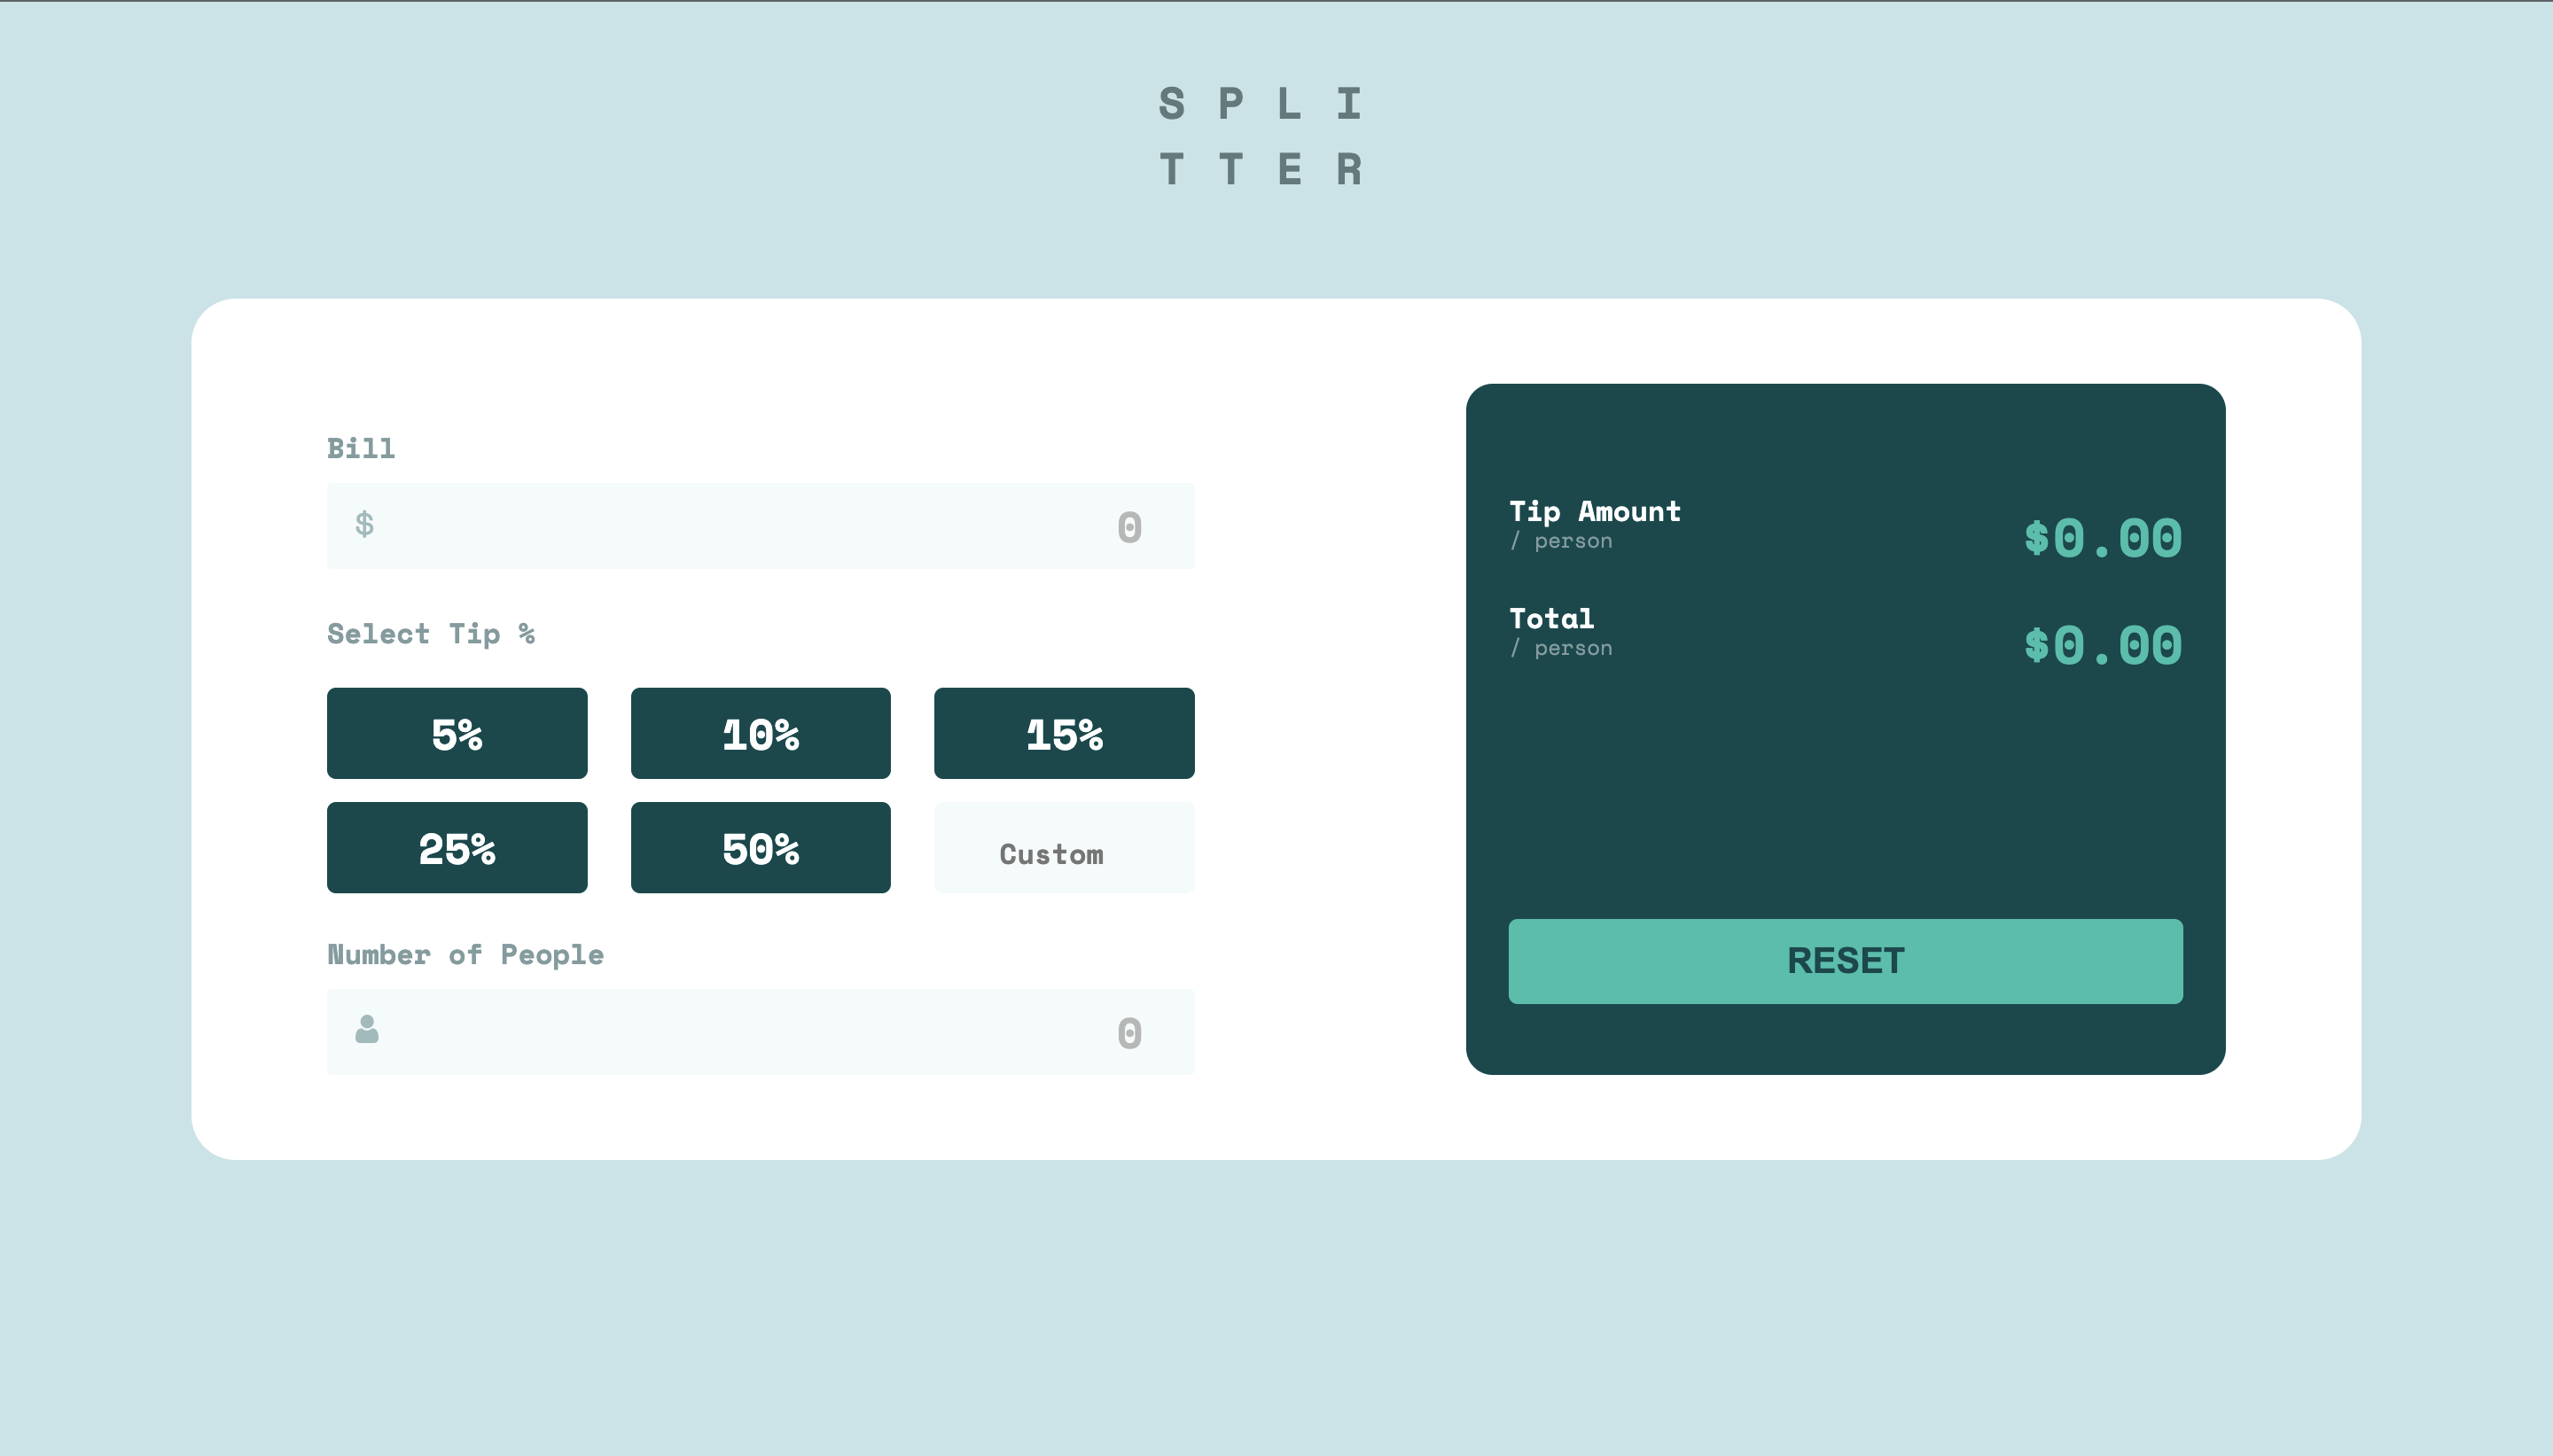 S P L I
T T E R
Bill
$ 0
Select Tip %
5% 10% 15%
25% 50% Custom
Number of People
0
Tip Amount
/ person
$0.00
Total
/ person
$0.00
RESET